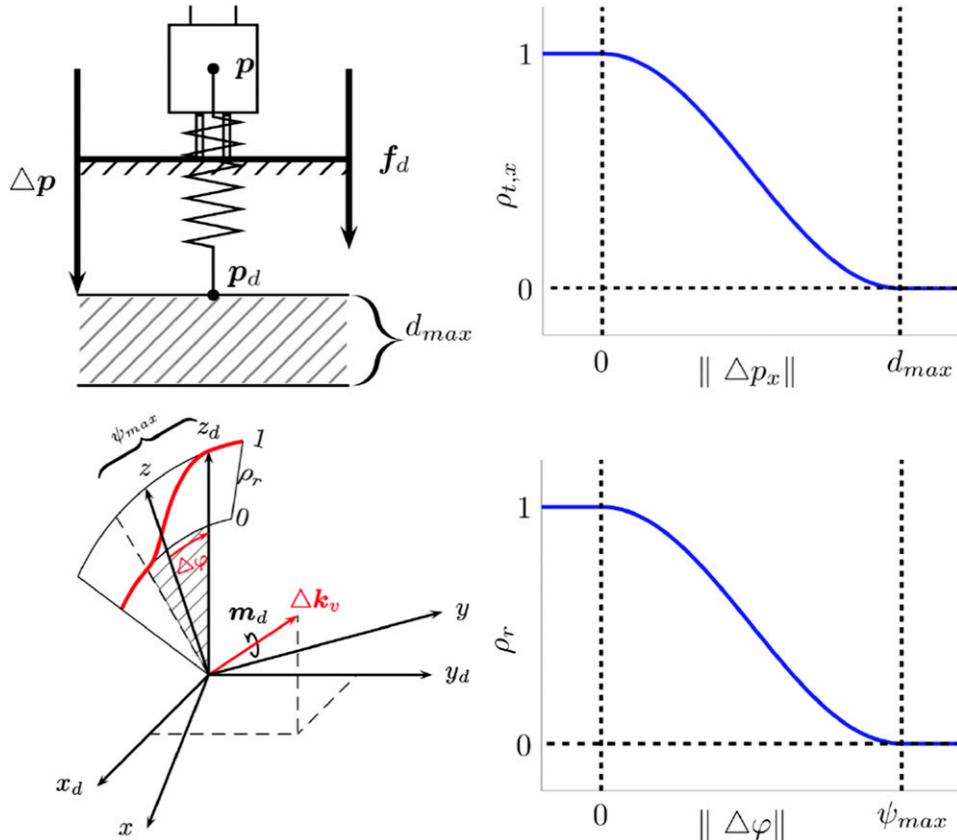 p
△p
f_d
p_d
d_max
1
ρ_{t,x}
0
0
∥ △p_x∥
d_max
ψ_max
z_d
1
z
ρ_r
0
△φ
m_d
△k_v
y
y_d
x_d
x
1
ρ_r
0
0
∥ △φ∥
ψ_max